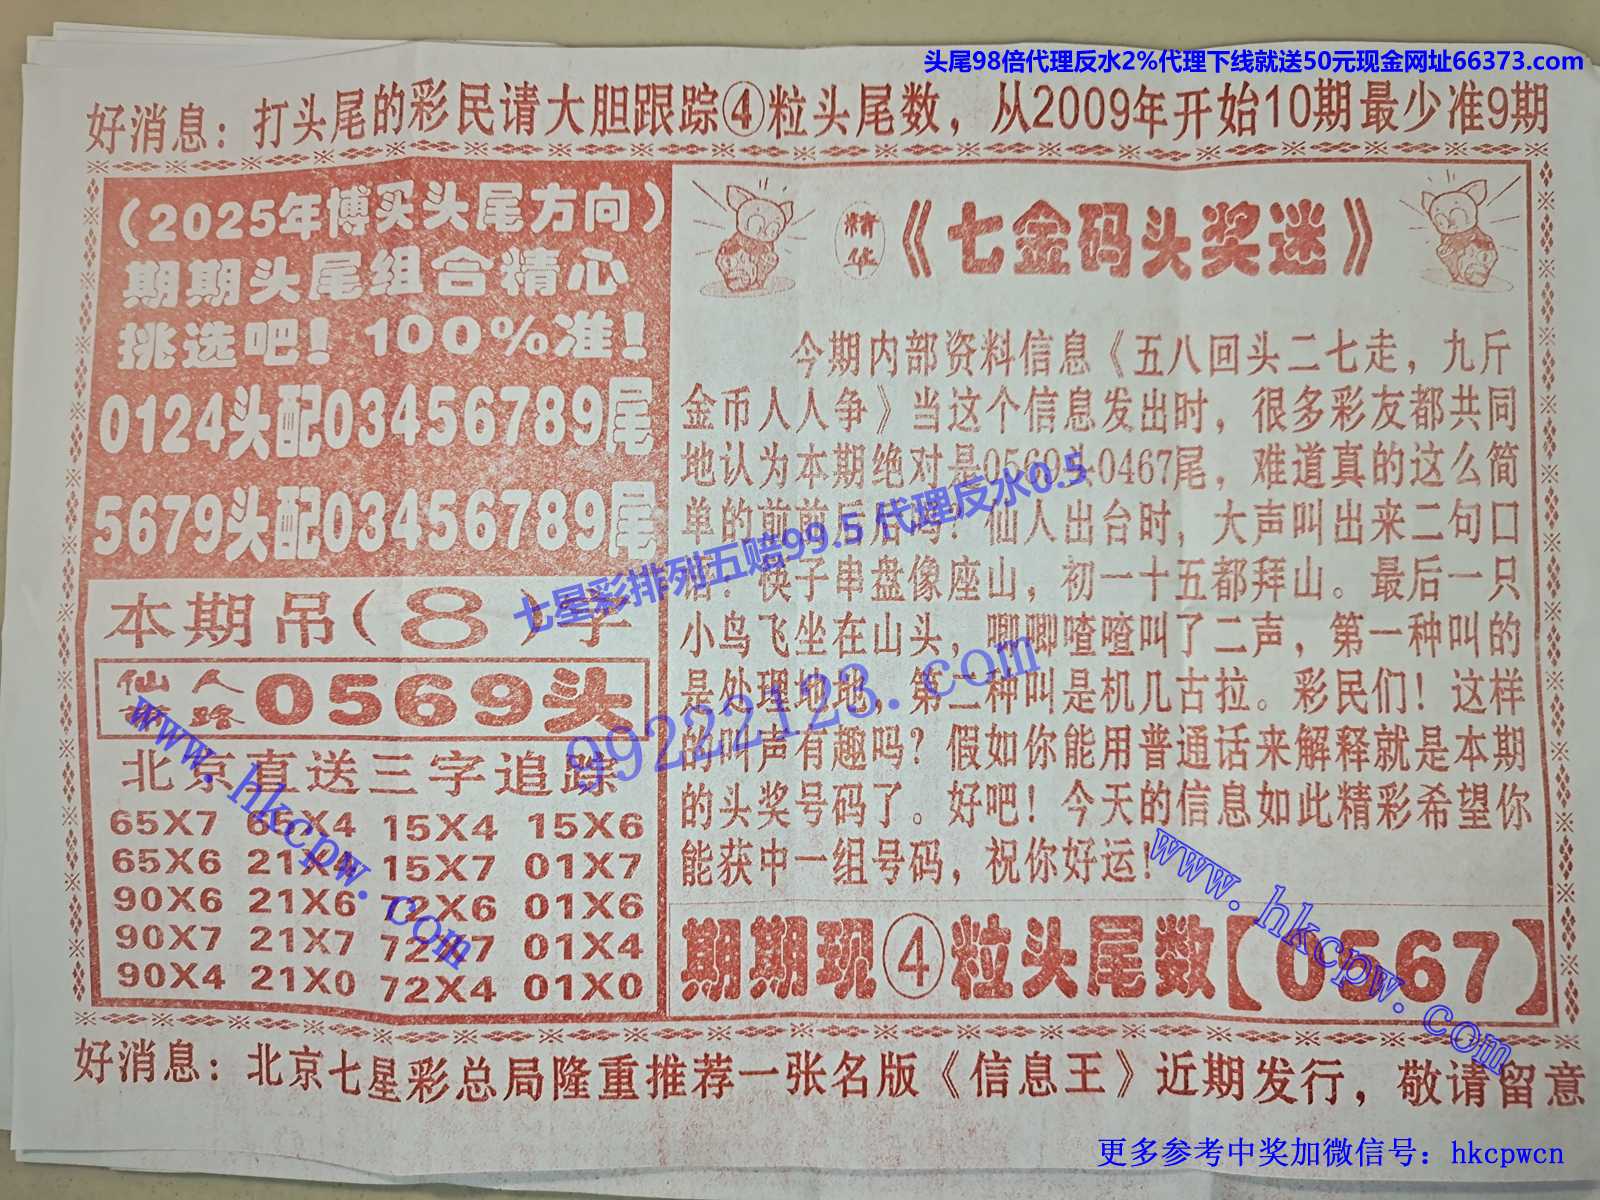 头尾98倍代理反水2%代理下线就送50元现金网址66373.com
好消息：打头尾的彩民请大胆跟踪④粒头尾数，从2009年开始10期最少准9期
（2025年博买头尾方向）
期期头尾组合精心
挑选吧！100%准！
0124头配03456789尾
5679头配03456789尾
本期吊（8）字
仙人
路
0569头
北京直送三字追踪
65X7 65X4 15X4 15X6
65X6 21X4 15X7 01X7
90X6 21X6 72X6 01X6
90X7 21X7 72X7 01X4
90X4 21X0 72X4 01X0
精华
《七金码头奖迷》
今期内部资料信息《五八回头二七走，九斤
金币人人争》当这个信息发出时，很多彩友都共同
地认为本期绝对是0569头0467尾，难道真的这么简
单的前前后后吗？仙人出台时，大声叫出来二句口
语：筷子串盘像座山，初一十五都拜山。最后一只
小鸟飞坐在山头，唧唧喳喳叫了二声，第一种叫的
是处理地地，第二种叫是机几古拉。彩民们！这样
的叫声有趣吗？假如你能用普通话来解释就是本期
的头奖号码了。好吧！今天的信息如此精彩希望你
能获中一组号码，祝你好运！
期期现④粒头尾数【0567】
好消息：北京七星彩总局隆重推荐一张名版《信息王》近期发行，敬请留意
七星彩排列五赔99.5 代理反水0.5
99222123.com
www.hkcpw.com
www.hkcpw.com
更多参考中奖加微信号：hkcpwcn